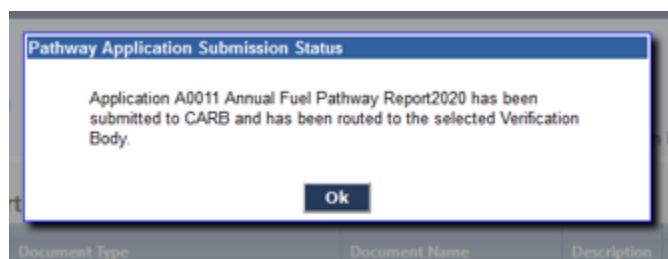 Pathway Application Submission Status
Application A0011 Annual Fuel Pathway Report2020 has been
submitted to CARB and has been routed to the selected Verification
Body.
Ok
rt
Document Type Document Name Description